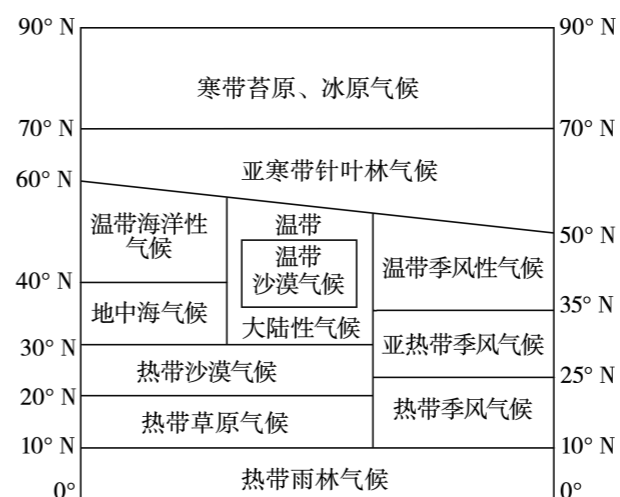 90° N
90° N
寒带苔原、冰原气候
70° N
70° N
亚寒带针叶林气候
60° N
温带海洋性
气候
温带
50° N
温带
沙漠气候
温带季风性气候
40° N
35° N
地中海气候
大陆性气候
30° N
亚热带季风气候
热带沙漠气候
25° N
20° N
热带草原气候
热带季风气候
10° N
10° N
热带雨林气候
0°
0°